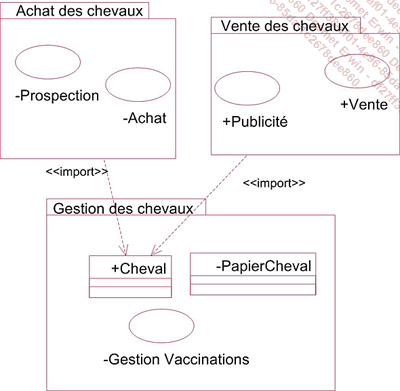 Achat des chevaux
-Prospection
-Achat
Vente des chevaux
+Publicité
+Vente
<<import>>
<<import>>
Gestion des chevaux
+Cheval
-PapierCheval
-Gestion Vaccinations